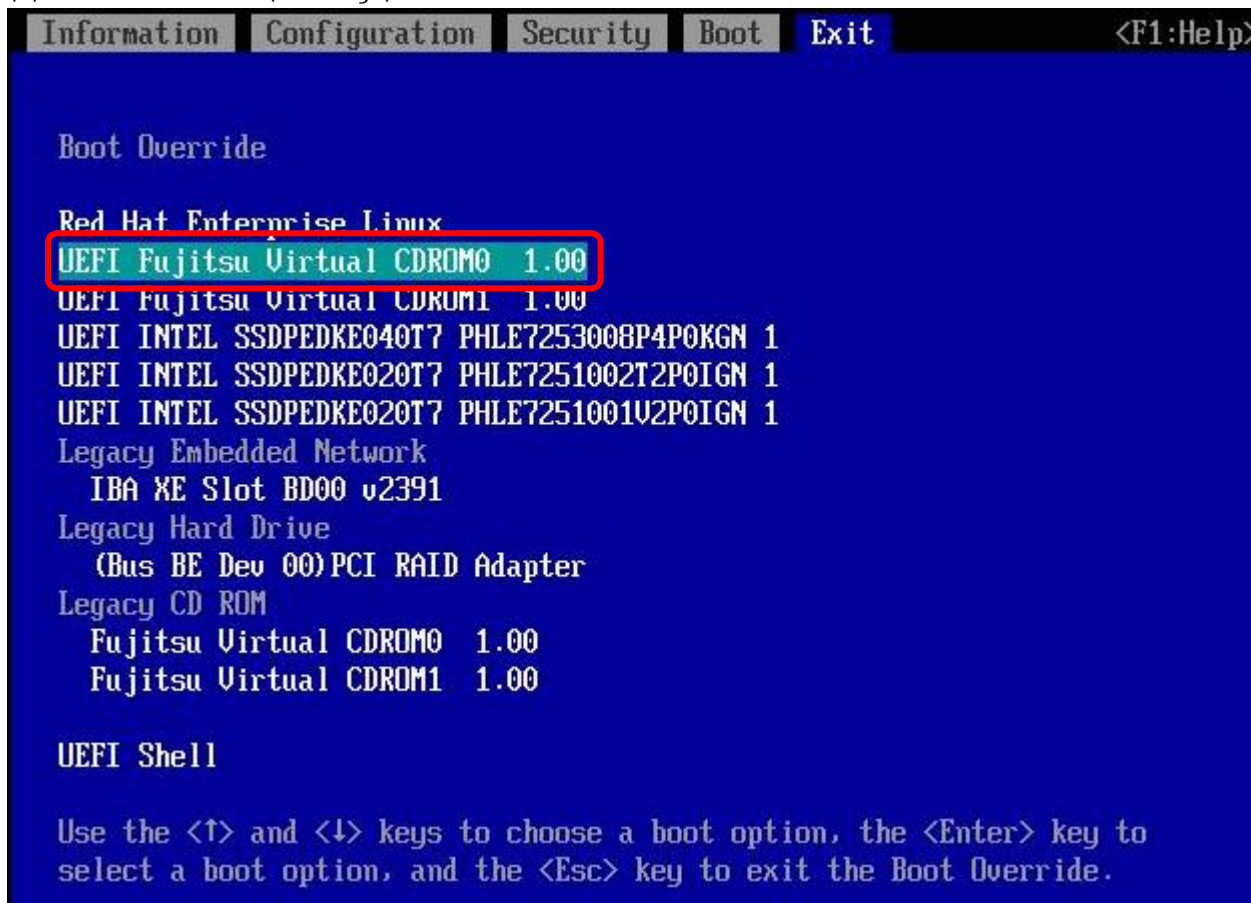 Information Configuration Security Boot Exit <F1:Help>
Boot Override
Red Hat Enterprise Linux
UEFI Fujitsu Virtual CDROM0 1.00
UEFI Fujitsu Virtual CDROM1 1.00
UEFI INTEL SSDPEDKE040T7 PHLE7253008P4P0KGN 1
UEFI INTEL SSDPEDKE020T7 PHLE7251002T2P0IGN 1
UEFI INTEL SSDPEDKE020T7 PHLE7251001V2P0IGN 1
Legacy Embedded Network
IBA XE Slot BD00 v2391
Legacy Hard Drive
(Bus BE Dev 00)PCI RAID Adapter
Legacy CD ROM
Fujitsu Virtual CDROM0 1.00
Fujitsu Virtual CDROM1 1.00
UEFI Shell
Use the <↑> and <↓> keys to choose a boot option, the <Enter> key to
select a boot option, and the <Esc> key to exit the Boot Override.